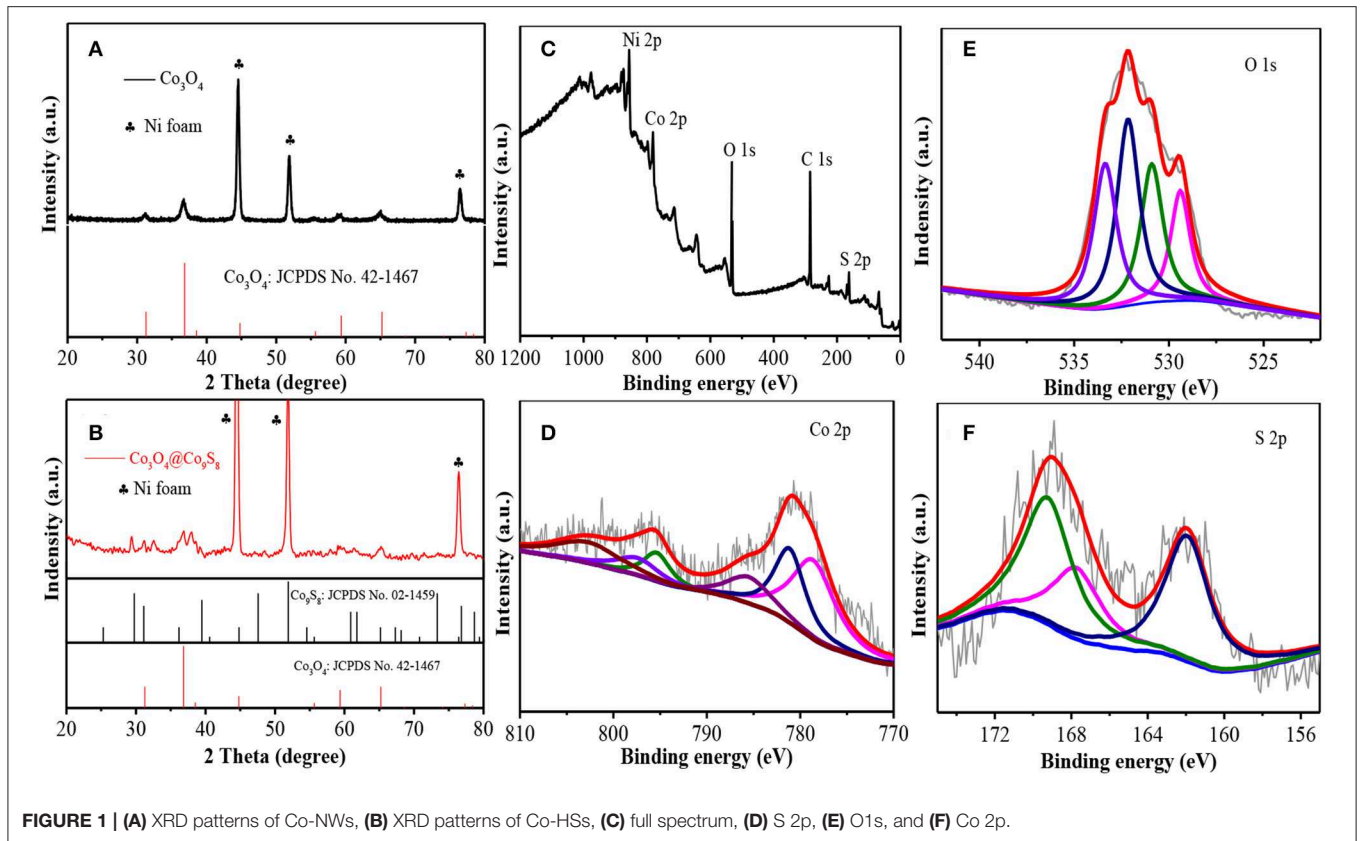 A
Co₃O₄
♣ Ni foam
♣
♣
♣
Co₃O₄: JCPDS No. 42-1467
Intensity (a.u.)
20 30 40 50 60 70 80
2 Theta (degree)
B
Co₃O₄@Co₉S₈
♣ Ni foam
♣
♣
♣
Co₉S₈: JCPDS No. 02-1459
Co₃O₄: JCPDS No. 42-1467
Indensity (a.u.)
20 30 40 50 60 70 80
2 Theta (degree)
C
Ni 2p
Co 2p
O 1s
C 1s
S 2p
Intensity (a.u.)
1200 1000 800 600 400 200 0
Binding energy (eV)
D
Co 2p
Intensity (a.u.)
810 800 790 780 770
Binding energy (eV)
E
O 1s
Indensity (a.u.)
540 535 530 525
Binding energy (eV)
F
S 2p
Intensity (a.u.)
172 168 164 160 156
Binding energy (eV)
FIGURE 1 | (A) XRD patterns of Co-NWs, (B) XRD patterns of Co-HSs, (C) full spectrum, (D) S 2p, (E) O1s, and (F) Co 2p.